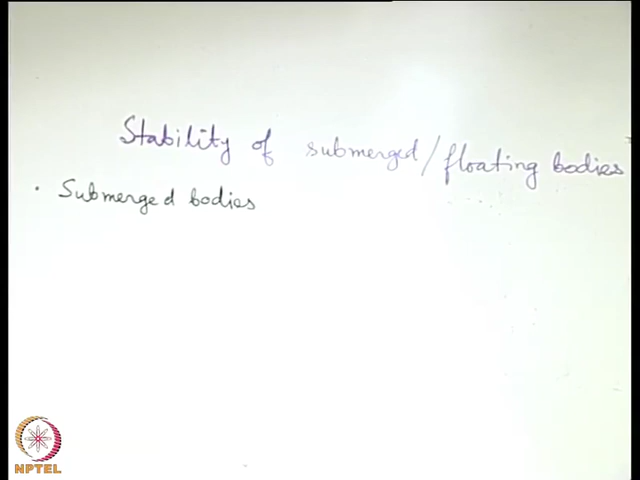 Stability of submerged/floating bodies
· Submerged bodies
NPTEL